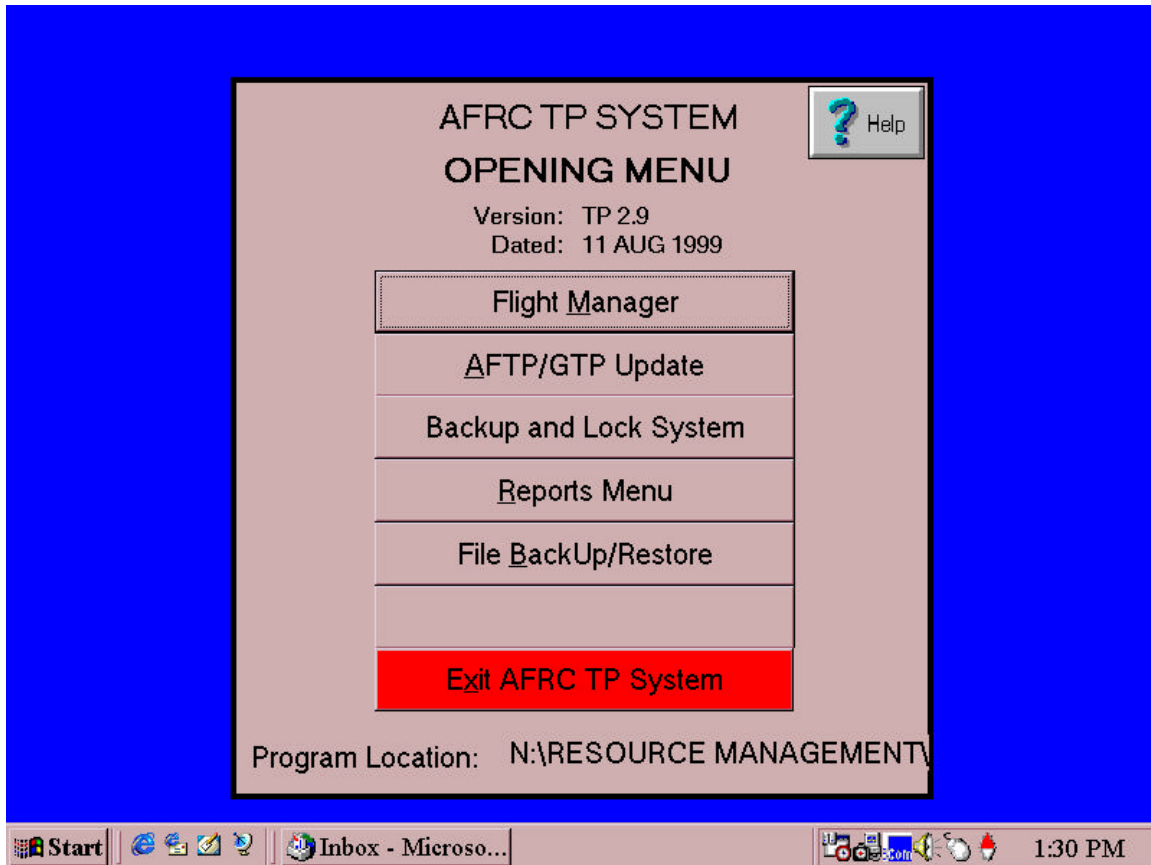 AFRC TP SYSTEM
Help
OPENING MENU
Version: TP 2.9
Dated: 11 AUG 1999
Flight Manager
AFTP/GTP Update
Backup and Lock System
Reports Menu
File BackUp/Restore
Exit AFRC TP System
Program Location: N:\RESOURCE MANAGEMENT\
Start
Inbox - Microso...
1:30 PM